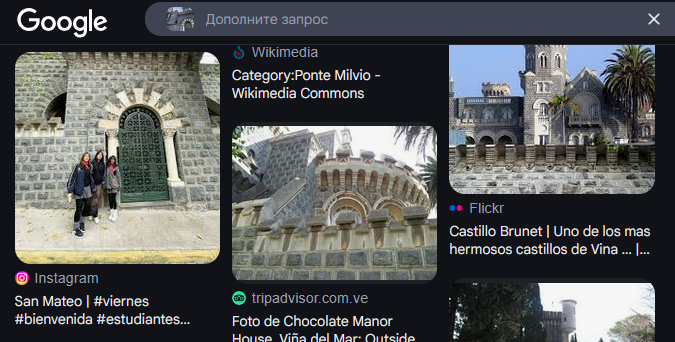 Google
Дополните запрос
Instagram
San Mateo | #viernes
#bienvenida #estudiantes...
Wikimedia
Category:Ponte Milvio -
Wikimedia Commons
tripadvisor.com.ve
Foto de Chocolate Manor
House, Viña del Mar: Outside
Flickr
Castillo Brunet | Uno de los mas
hermosos castillos de Vina ... |...